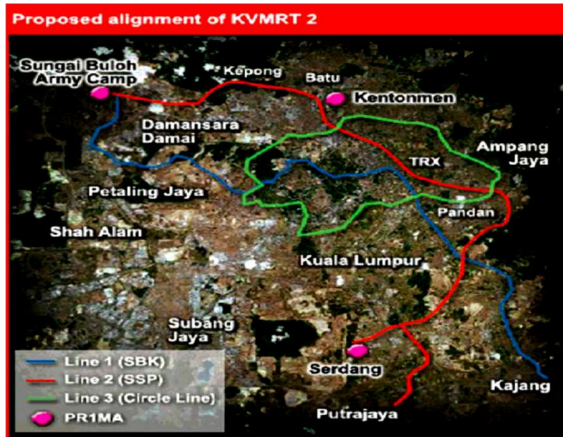 Proposed alignment of KVMRT 2
Sungai Buloh
Army Camp
Kepong
Batu
Kentonmen
Damansara
Damai
Ampang
Jaya
TRX
Petaling Jaya
Pandan
Shah Alam
Kuala Lumpur
Subang
Jaya
Serdang
Kajang
Putrajaya
Line 1 (SBK)
Line 2 (SSP)
Line 3 (Circle Line)
PR1MA